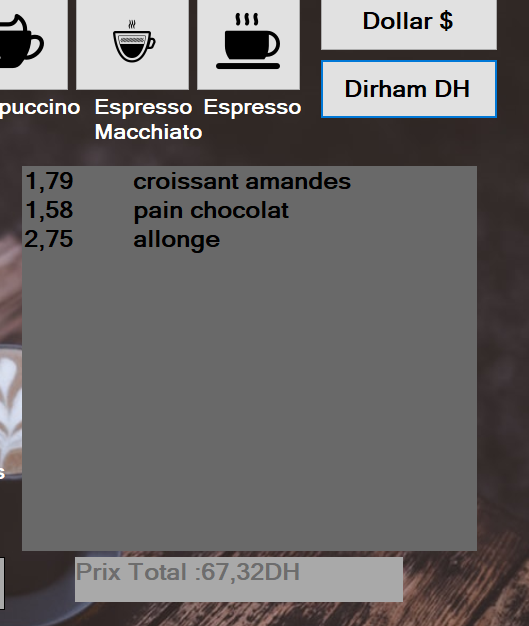 Dollar $
Dirham DH
puccino
Espresso
Macchiato
Espresso
1,79 croissant amandes
1,58 pain chocolat
2,75 allonge
s
Prix Total :67,32DH